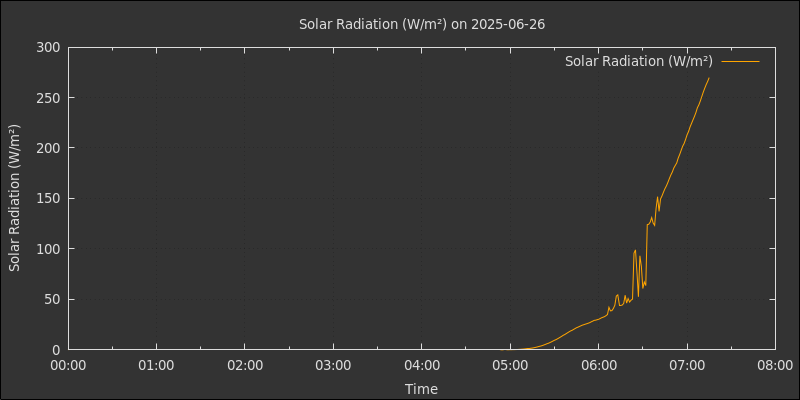 Solar Radiation (W/m²) on 2025-06-26
Solar Radiation (W/m²)
300
250
200
150
100
50
0
Solar Radiation (W/m²)
00:00 01:00 02:00 03:00 04:00 05:00 06:00 07:00 08:00
Time